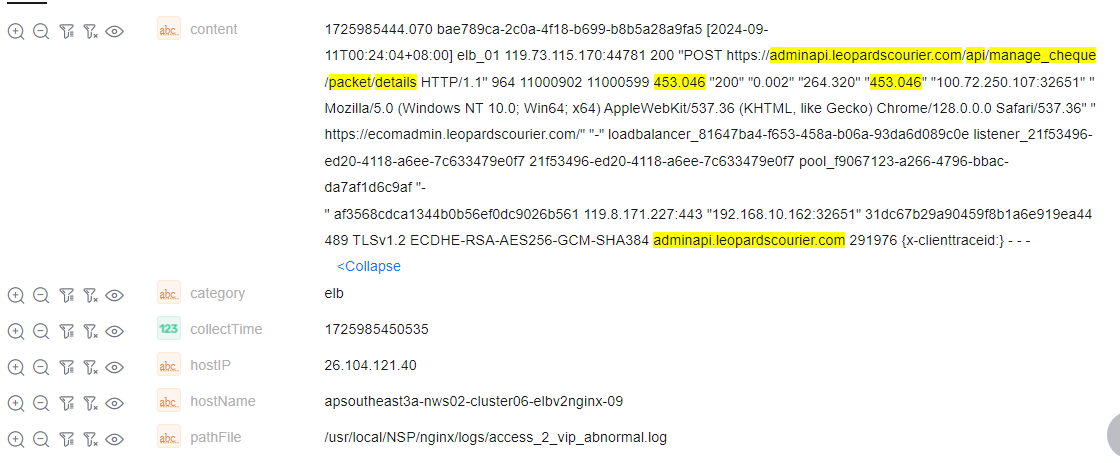 abc.. content 1725985444.070 bae789ca-2c0a-4f18-b699-b8b5a28a9fa5 [2024-09-
11T00:24:04+08:00] elb_01 119.73.115.170:44781 200 "POST https://adminapi.leopardscourier.com/api/manage_cheque
/packet/details HTTP/1.1" 964 11000902 11000599 453.046 "200" "0.002" "264.320" "453.046" "100.72.250.107:32651" "
Mozilla/5.0 (Windows NT 10.0; Win64; x64) AppleWebKit/537.36 (KHTML, like Gecko) Chrome/128.0.0.0 Safari/537.36" "
https://ecomadmin.leopardscourier.com/" "-" loadbalancer_81647ba4-f653-458a-b06a-93da6d089c0e listener_21f53496-
ed20-4118-a6ee-7c633479e0f7 21f53496-ed20-4118-a6ee-7c633479e0f7 pool_f9067123-a266-4796-bbac-
da7af1d6c9af "-
" af3568cdca1344b0b56ef0dc9026b561 119.8.171.227:443 "192.168.10.162:32651" 31dc67b29a90459f8b1a6e919ea44
489 TLSv1.2 ECDHE-RSA-AES256-GCM-SHA384 adminapi.leopardscourier.com 291976 {x-clienttraceid:} - - -
<Collapse
abc.. category elb
123 collectTime 1725985450535
abc.. hostIP 26.104.121.40
abc.. hostName apsoutheast3a-nws02-cluster06-elbv2nginx-09
abc.. pathFile /usr/local/NSP/nginx/logs/access_2_vip_abnormal.log